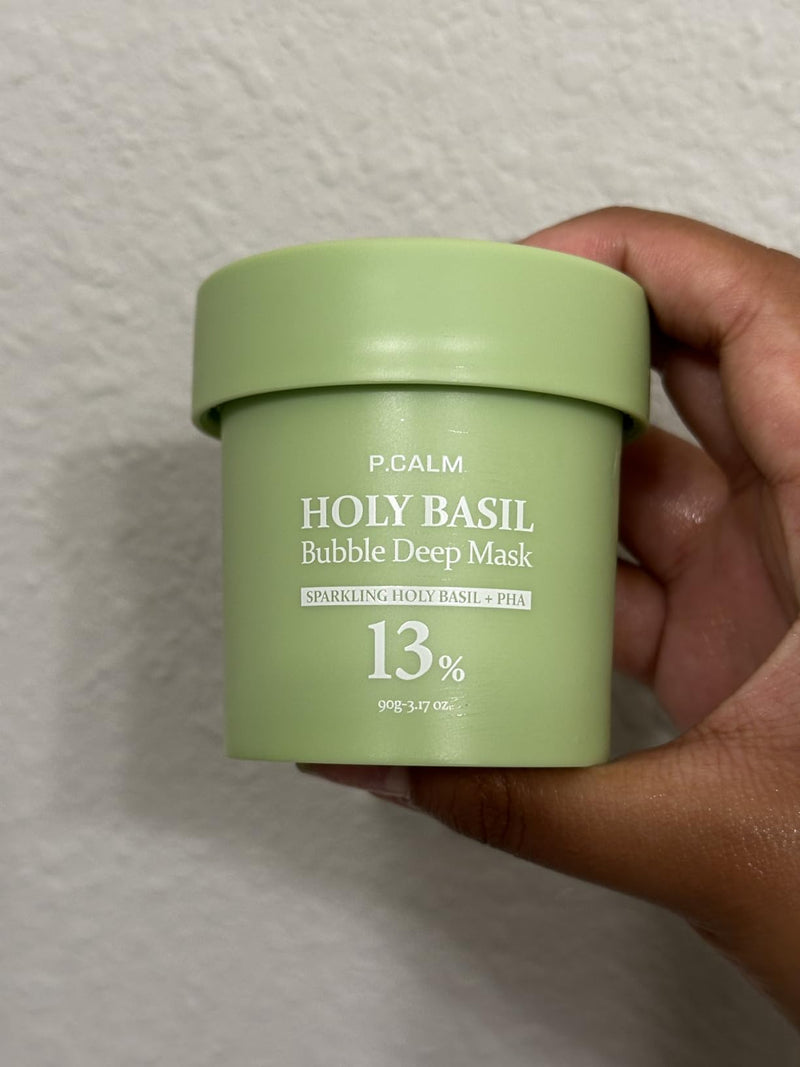 P.CALM
HOLY BASIL
Bubble Deep Mask
SPARKLING HOLY BASIL + PHA
13%
90g-3.17 oz.